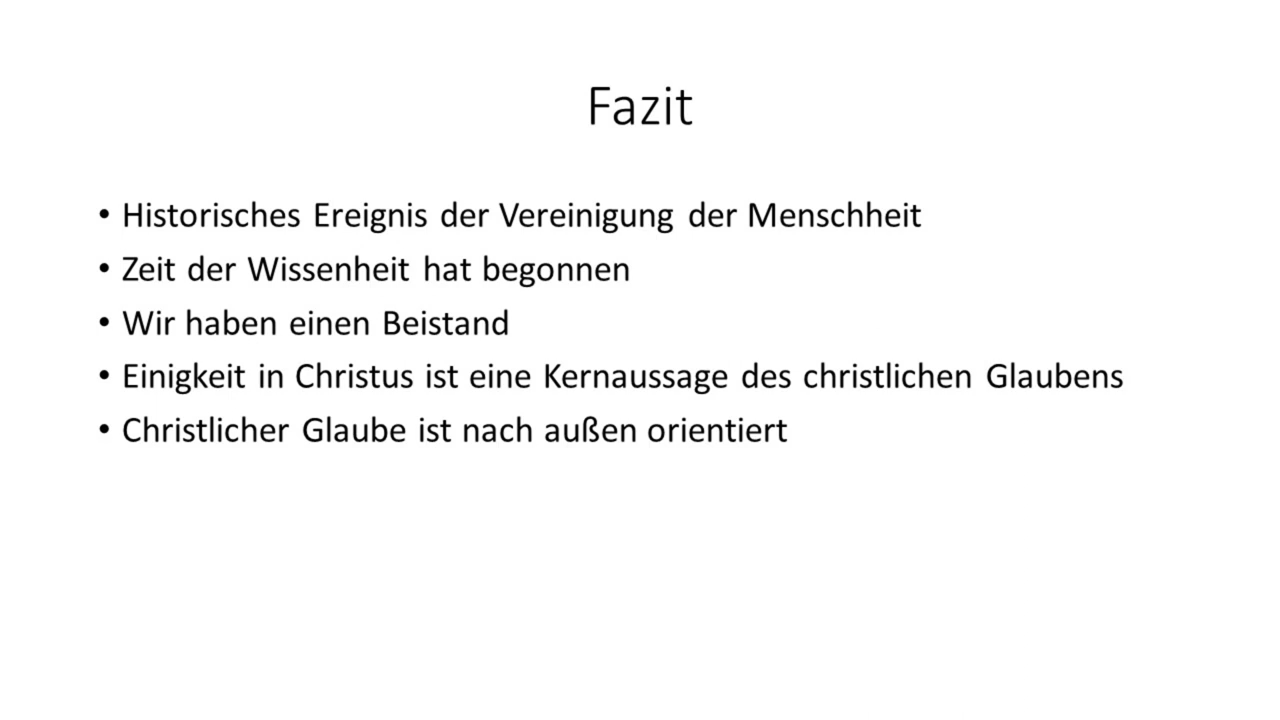 Fazit
• Historisches Ereignis der Vereinigung der Menschheit
• Zeit der Wissenheit hat begonnen
• Wir haben einen Beistand
• Einigkeit in Christus ist eine Kernaussage des christlichen Glaubens
• Christlicher Glaube ist nach außen orientiert